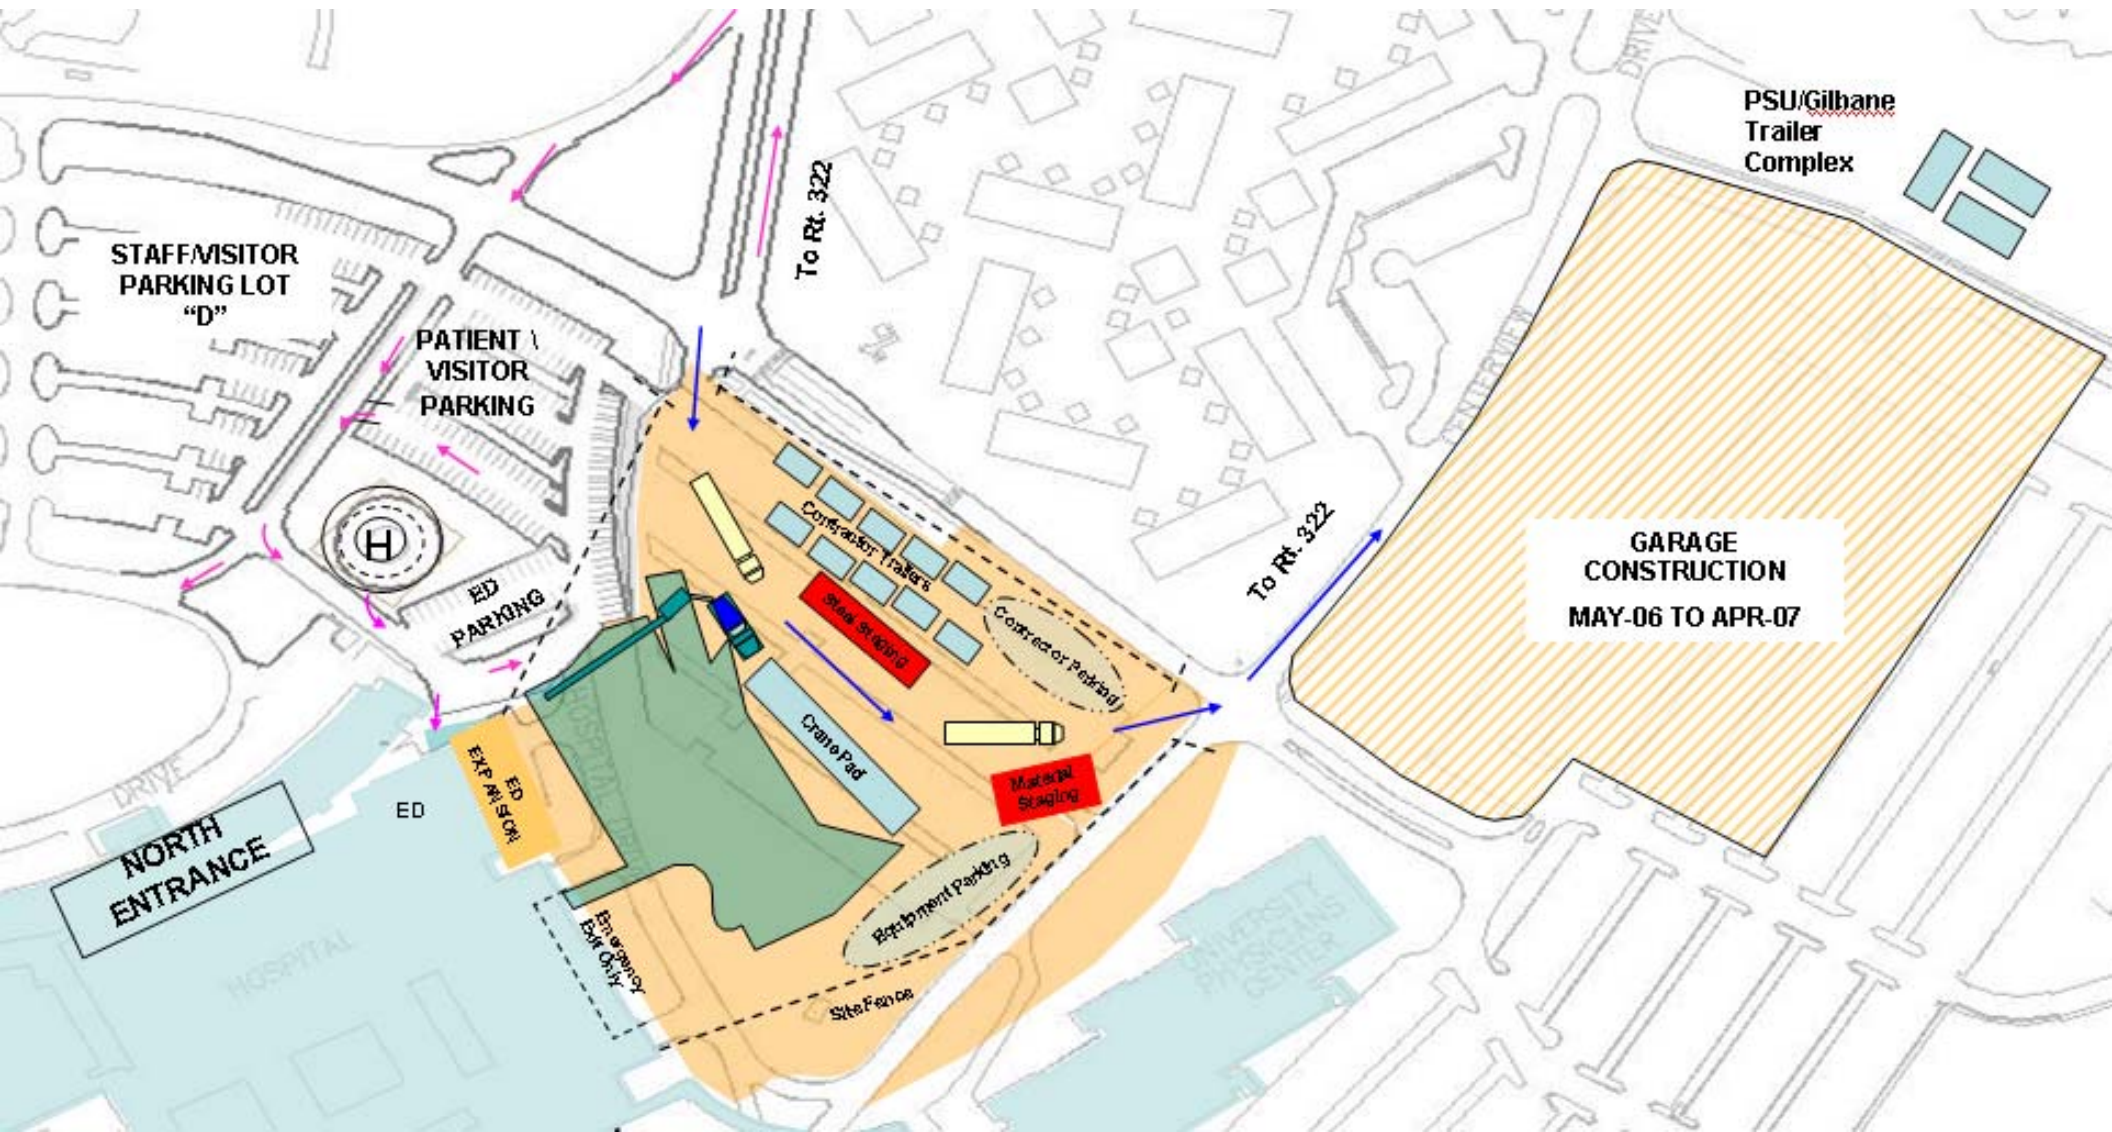 DRIVE
PSU/Gilbane
Trailer
Complex
To Rt. 322
STAFF/VISITOR
PARKING LOT
“D”
PATIENT \
VISITOR
PARKING
Contractor Trailers
To Rt. 322
H
ED
PARKING
Steel Staging
Contractor Parking
GARAGE
CONSTRUCTION
MAY-06 TO APR-07
Crane Pad
ED
EXPANSION
Material
Staging
DRIVE
ED
NORTH
ENTRANCE
HOSPITAL DRIVE
Equipment Parking
Emergency
Exit Only
HOSPITAL
Site Fence
UNIVERSITY
PHYSICIANS
CENTER